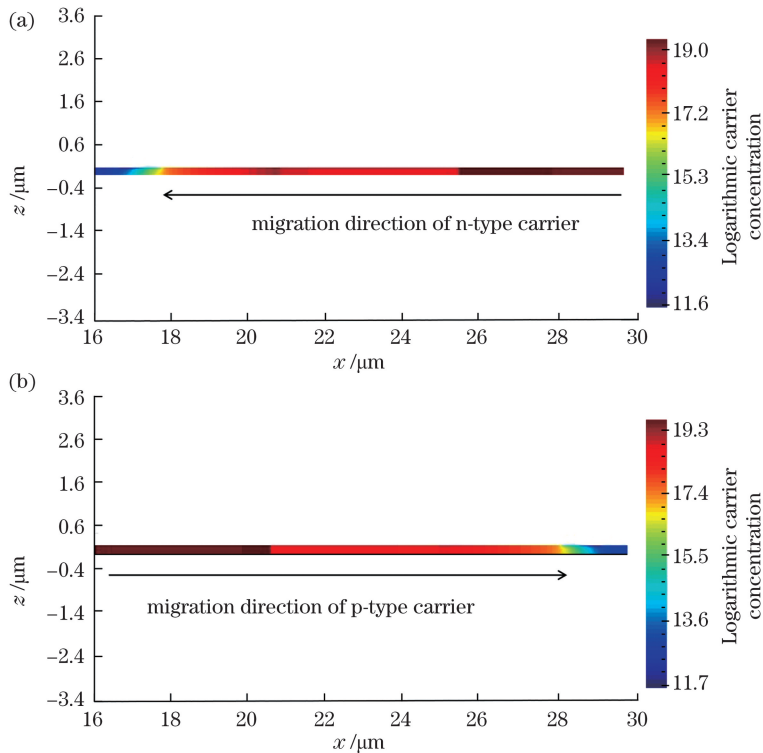 (a)
3.6
2.6
1.6
0.6
−0.4
−1.4
−2.4
−3.4
z /μm
16 18 20 22 24 26 28 30
x /μm
migration direction of n-type carrier
19.0
17.2
15.3
13.4
11.6
Logarithmic carrier
concentration
(b)
3.6
2.6
1.6
0.6
−0.4
−1.4
−2.4
−3.4
z /μm
16 18 20 22 24 26 28 30
x /μm
migration direction of p-type carrier
19.3
17.4
15.5
13.6
11.7
Logarithmic carrier
concentration